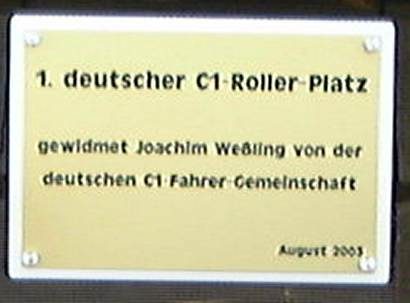 1. deutscher C1-Roller-Platz
gewidmet Joachim Weßling von der
deutschen C1-Fahrer-Gemeinschaft
August 2003